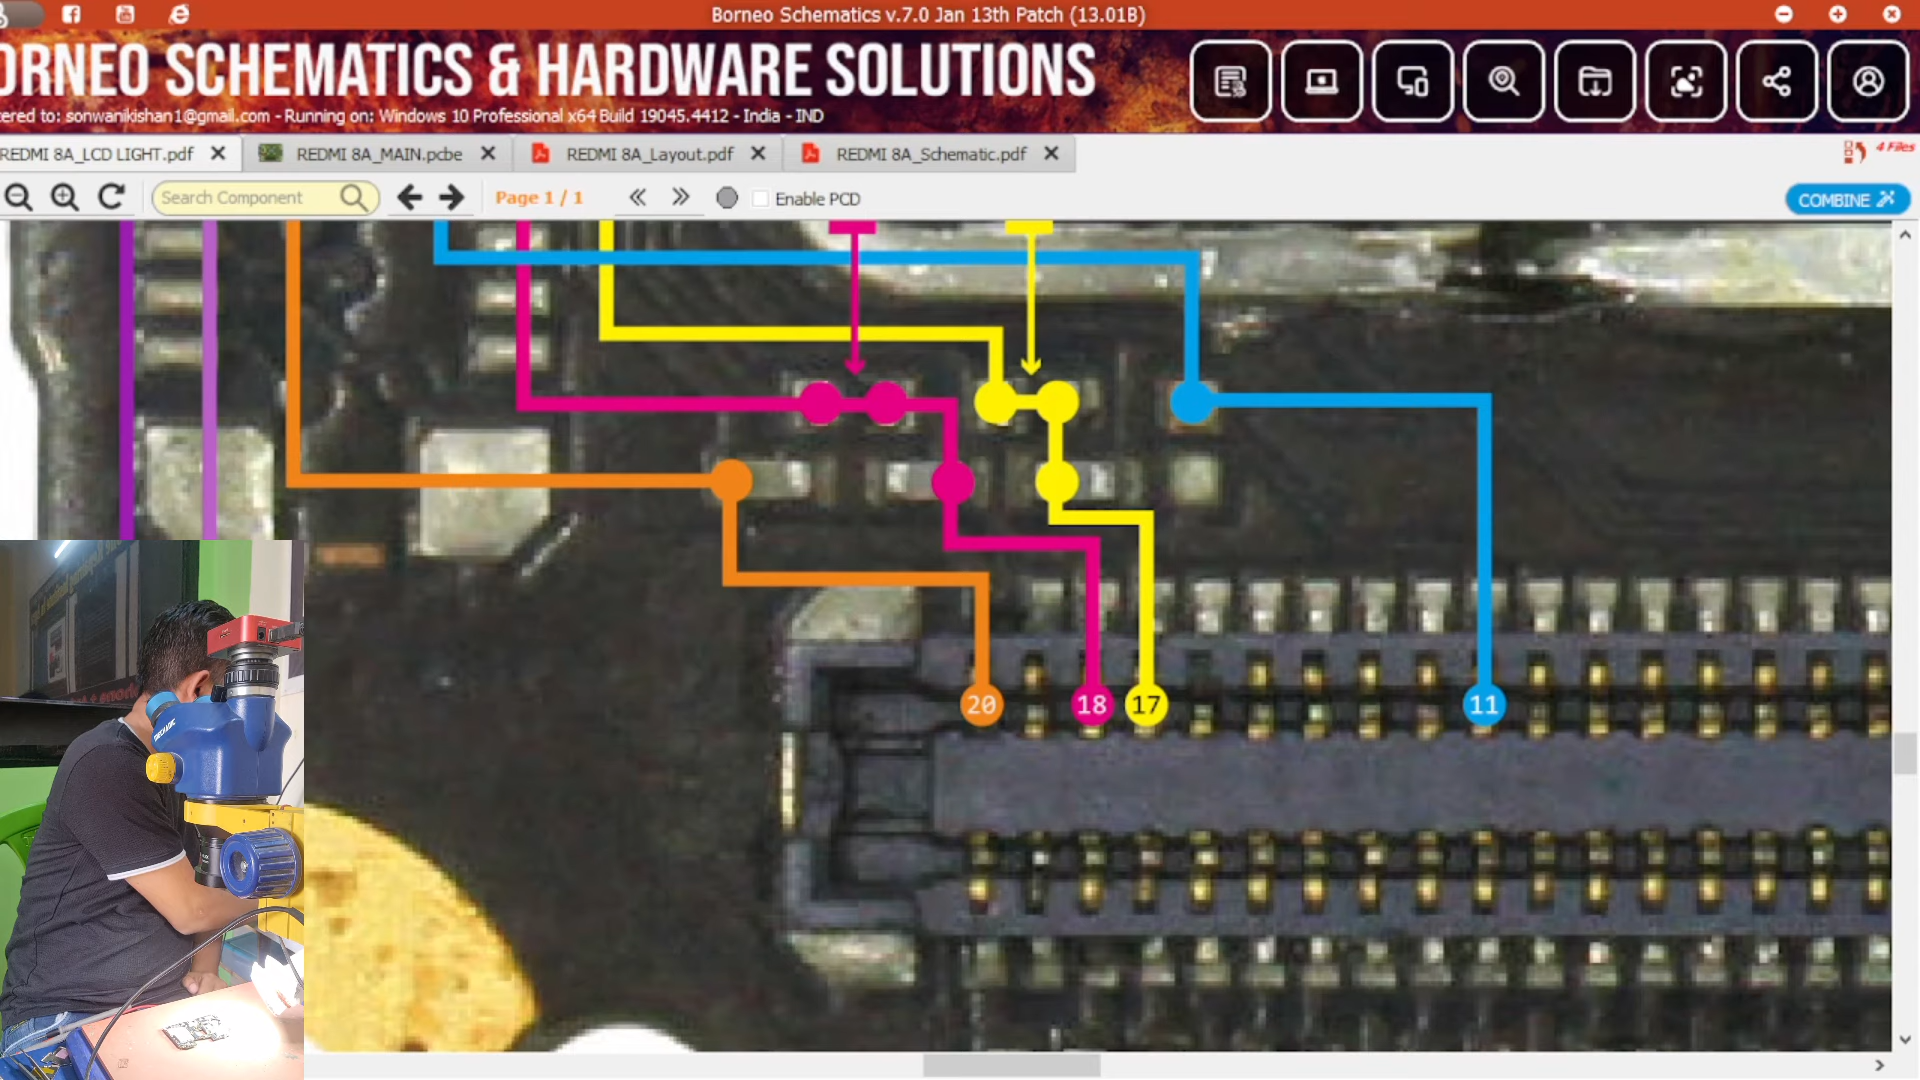 Borneo Schematics v.7.0 Jan 13th Patch (13.01B)
ORNEO SCHEMATICS & HARDWARE SOLUTIONS
ered to: sonwanikishan1@gmail.com - Running on: Windows 10 Professional x64 Build 19045.4412 - India - IND
REDMI 8A_LCD LIGHT.pdf REDMI 8A_MAIN.pcbe REDMI 8A_Layout.pdf REDMI 8A_Schematic.pdf 4 Files
Search Component Page 1 / 1 Enable PCD COMBINE
20 18 17 11